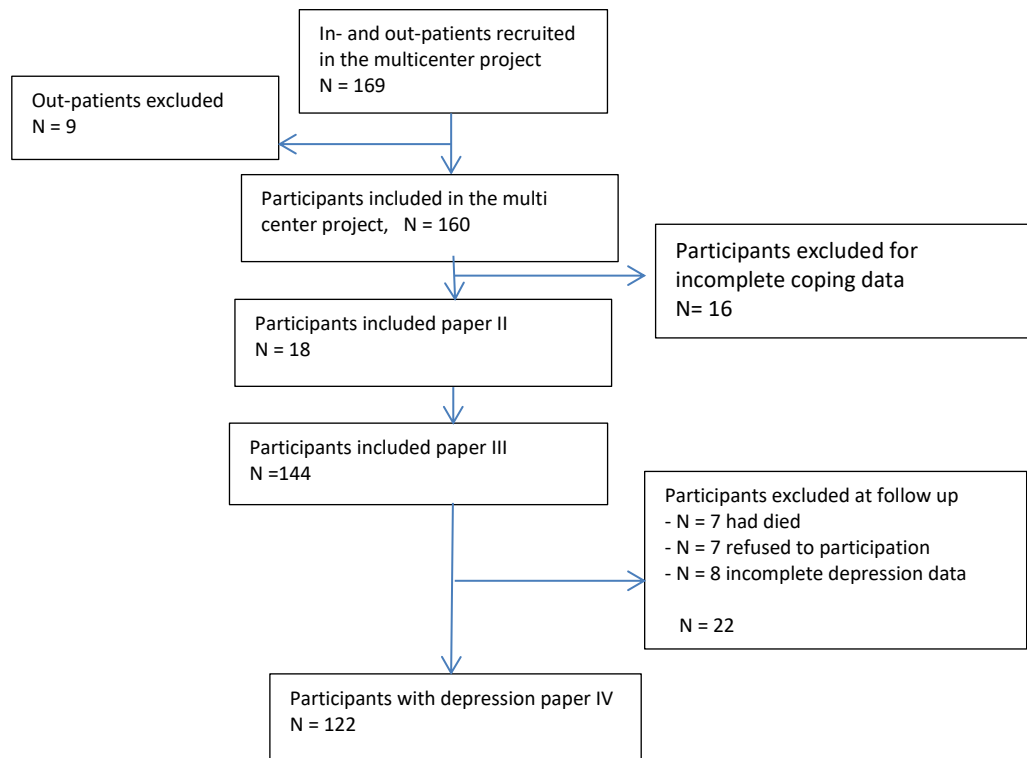 In- and out-patients recruited
in the multicenter project
N = 169
Out-patients excluded
N = 9
Participants included in the multi
center project, N = 160
Participants excluded for
incomplete coping data
N= 16
Participants included paper II
N = 18
Participants included paper III
N =144
Participants excluded at follow up
- N = 7 had died
- N = 7 refused to participation
- N = 8 incomplete depression data
N = 22
Participants with depression paper IV
N = 122